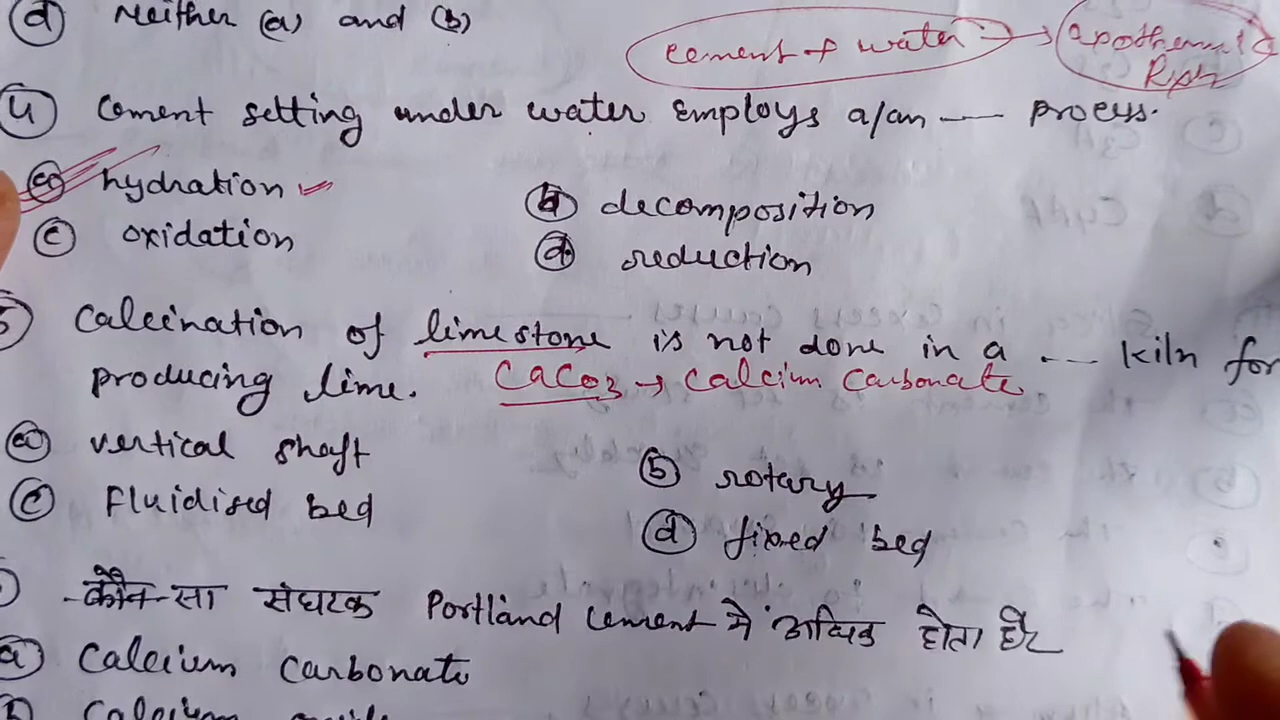 (d) Neither (a) and (b)
cement + water → apothermic
Rxn
4) Cement setting under water employs a/an — process.
(a) hydration ✓
(b) decomposition
(c) oxidation
(d) reduction
5) Calcination of limestone is not done in a --- kiln for
producing lime. CaCO3 → Calcium Carbonate
(a) vertical shaft
(b) rotary
(c) Fluidised bed
(d) fixed bed
कौन-सा संघटक Portland cement में अधिक होता है
(a) Calcium Carbonate
(b) Calcium